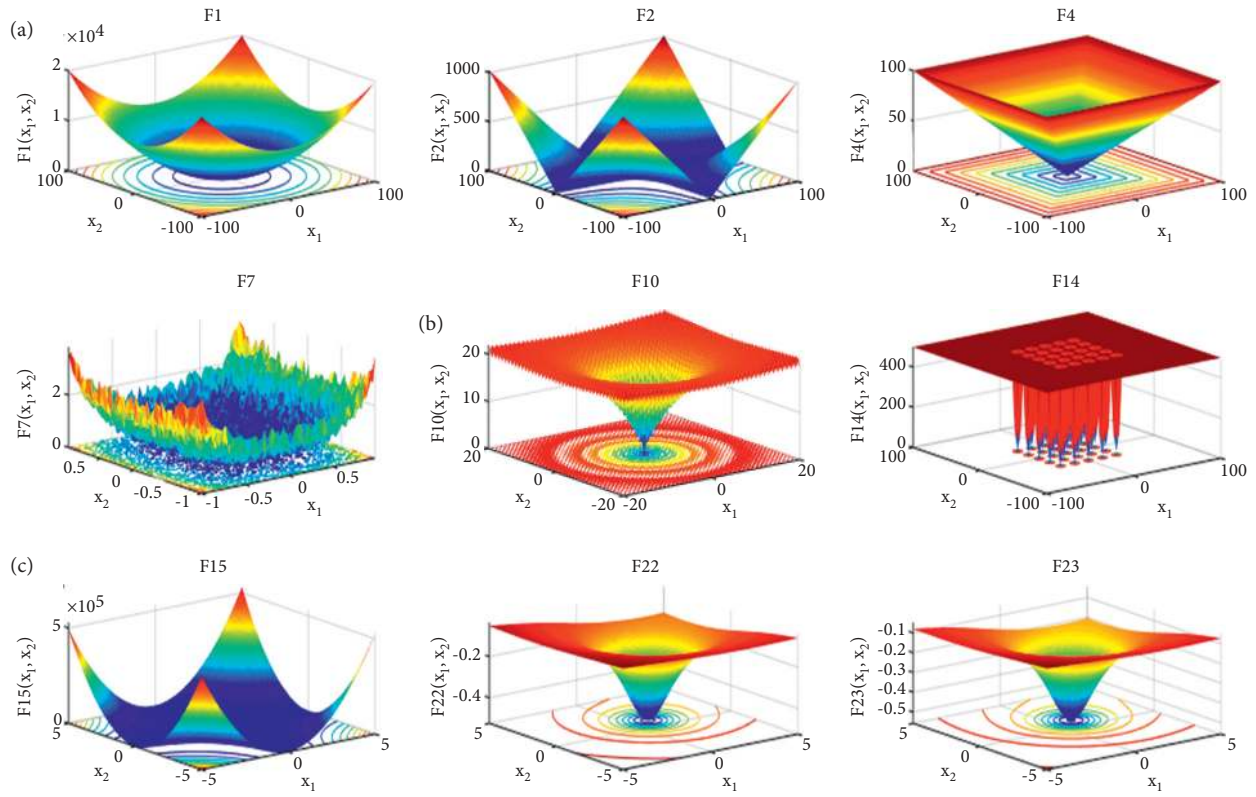 (a)
F1
×10⁴
F1(x₁, x₂)
2
1
0
100
0
-100
x₂
-100
0
100
x₁
F2
F2(x₁, x₂)
1000
500
0
100
0
-100
x₂
-100
0
100
x₁
F4
F4(x₁, x₂)
100
50
0
100
0
-100
x₂
-100
0
100
x₁
F7
F7(x₁, x₂)
2
0
0.5
0
-0.5
-1
x₂
-1
-0.5
0
0.5
x₁
(b)
F10
F10(x₁, x₂)
20
10
0
20
0
-20
x₂
-20
0
20
x₁
F14
F14(x₁, x₂)
400
200
0
100
0
-100
x₂
-100
0
100
x₁
(c)
F15
×10⁵
F15(x₁, x₂)
5
0
5
0
-5
x₂
-5
0
5
x₁
F22
F22(x₁, x₂)
-0.2
-0.4
5
0
-5
x₂
-5
0
5
x₁
F23
F23(x₁, x₂)
-0.1
-0.2
-0.3
-0.4
-0.5
5
0
-5
x₂
-5
0
5
x₁